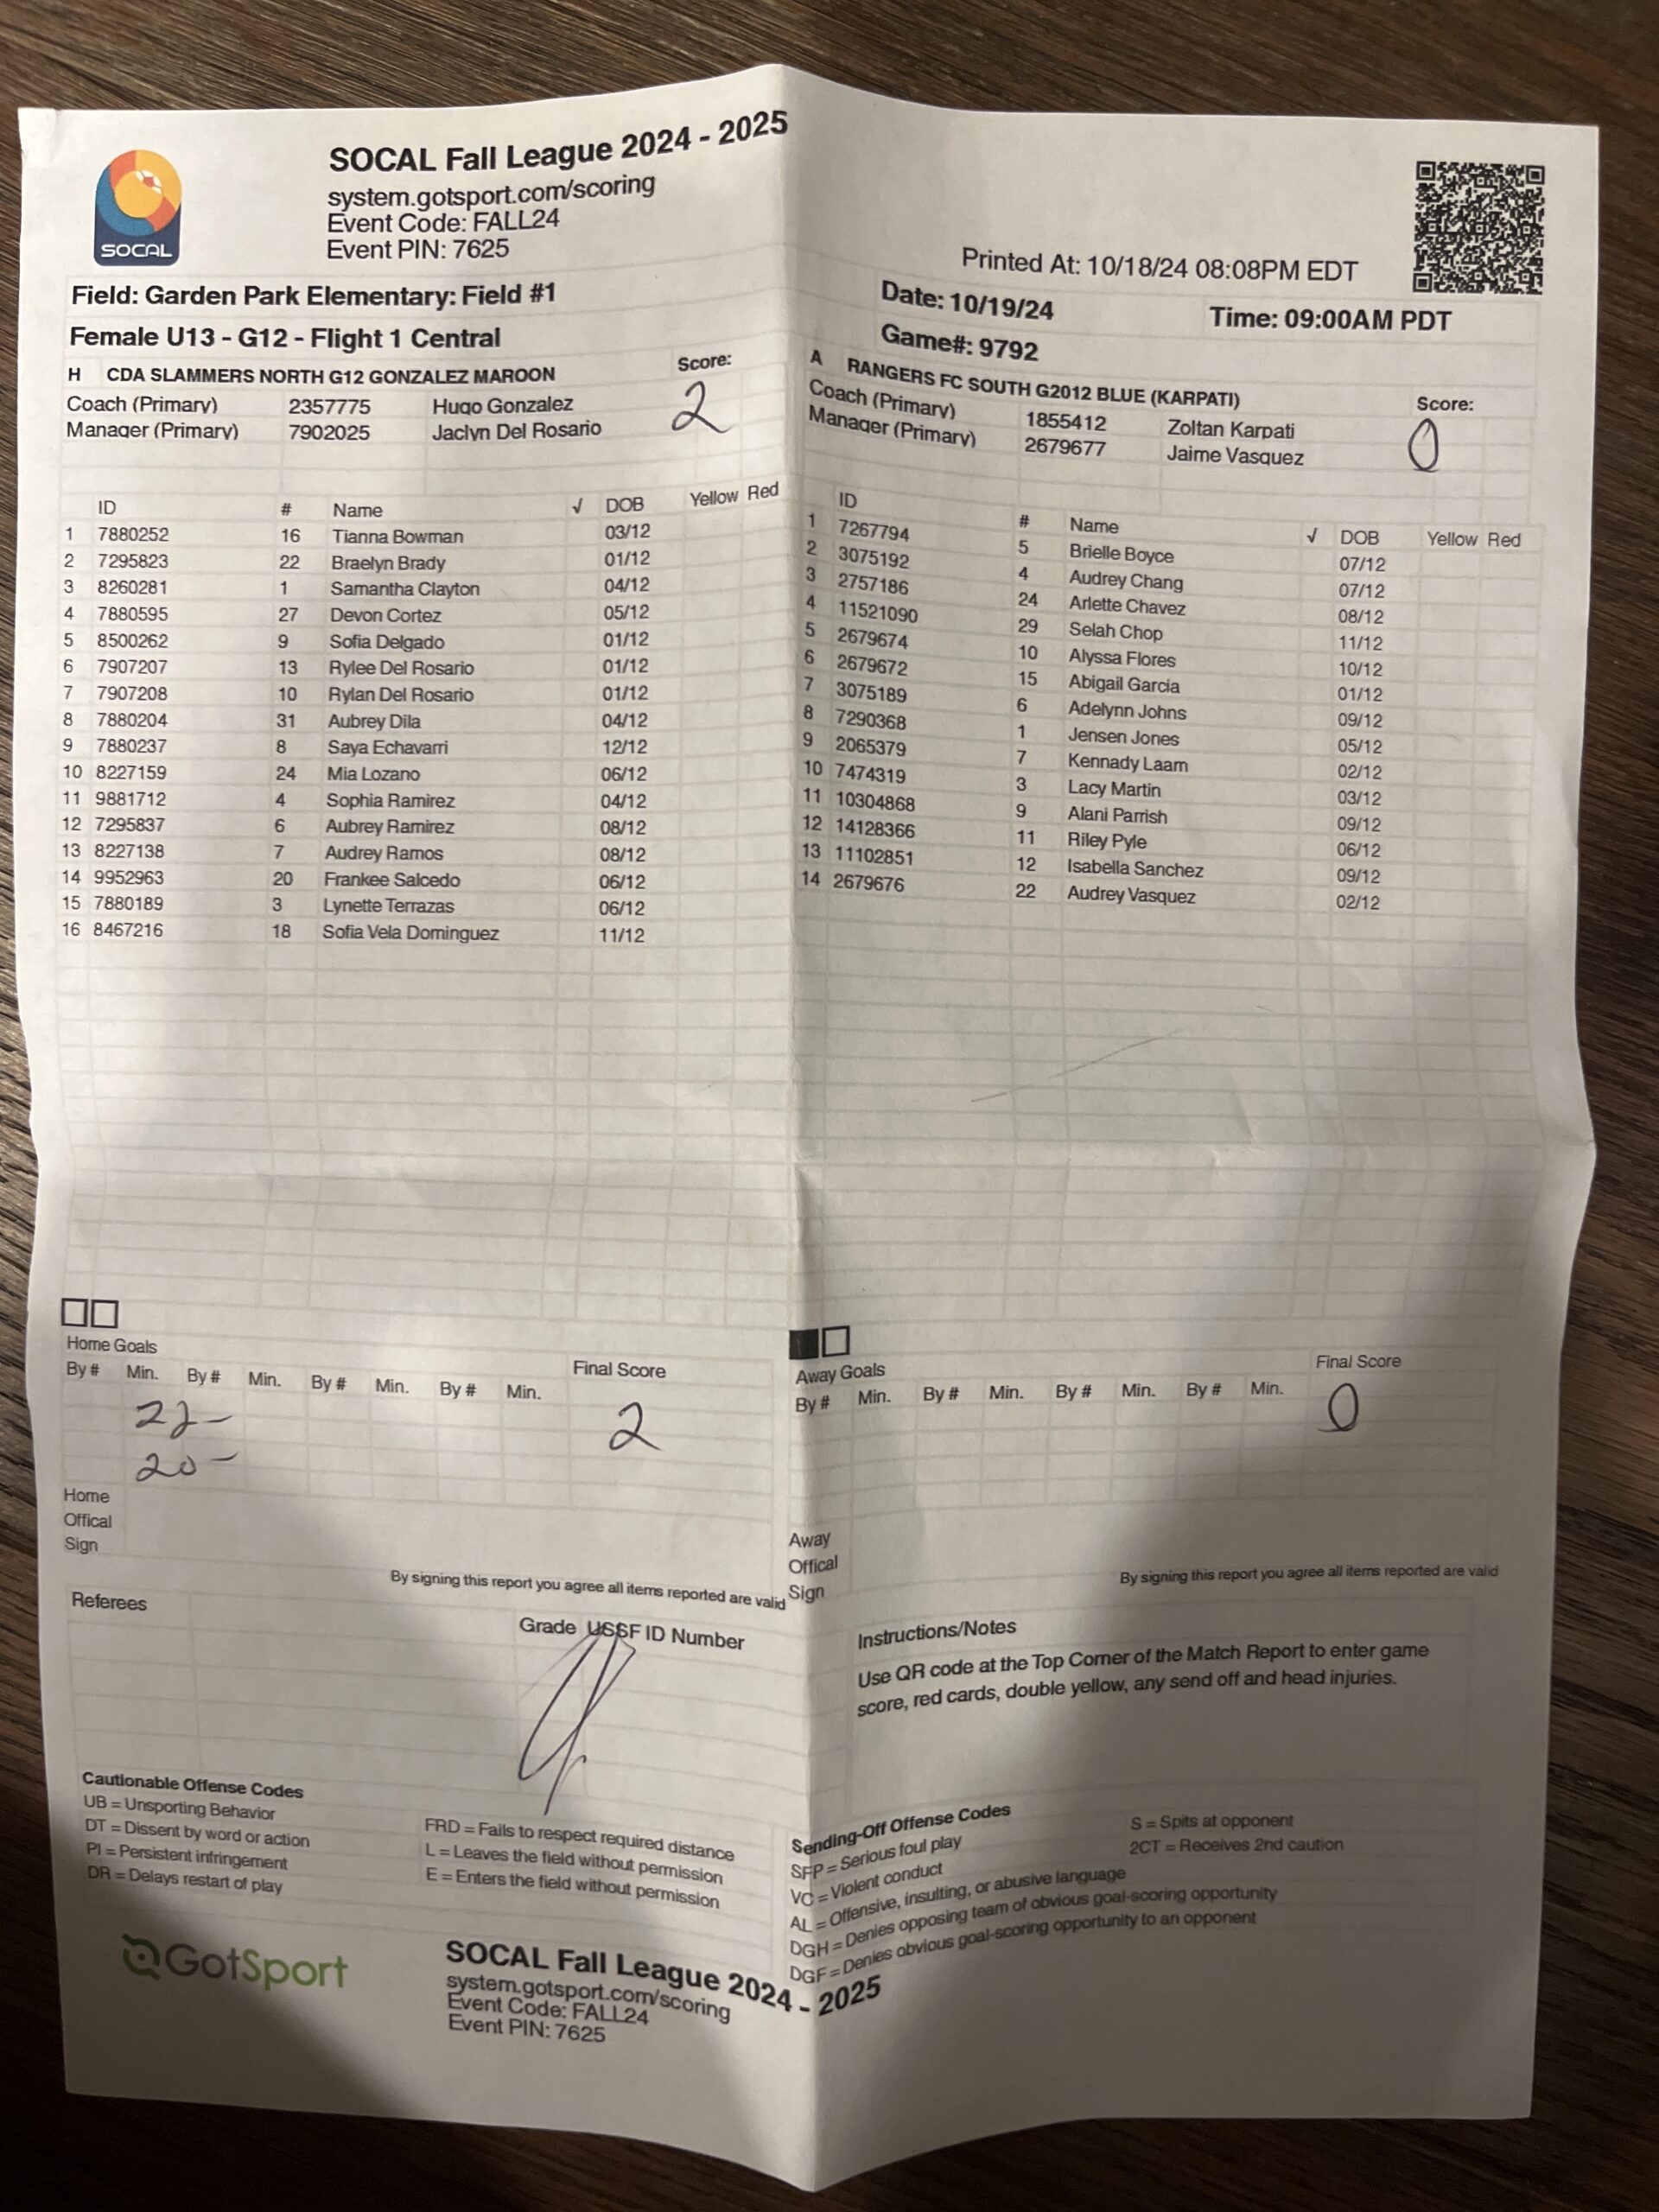 SOCAL Fall League 2024 - 2025
system.gotsport.com/scoring
Event Code: FALL24
Event PIN: 7625
SOCAL
Printed At: 10/18/24 08:08PM EDT
Field: Garden Park Elementary: Field #1
Date: 10/19/24 Time: 09:00AM PDT
Female U13 - G12 - Flight 1 Central
Game#: 9792
H CDA SLAMMERS NORTH G12 GONZALEZ MAROON Score:
Coach (Primary) 2357775 Hugo Gonzalez 2
Manager (Primary) 7902025 Jaclyn Del Rosario
ID # Name √ DOB Yellow Red
1 7880252 16 Tianna Bowman 03/12
2 7295823 22 Braelyn Brady 01/12
3 8260281 1 Samantha Clayton 04/12
4 7880595 27 Devon Cortez 05/12
5 8500262 9 Sofia Delgado 01/12
6 7907207 13 Rylee Del Rosario 01/12
7 7907208 10 Rylan Del Rosario 01/12
8 7880204 31 Aubrey Dila 04/12
9 7880237 8 Saya Echavarri 12/12
10 8227159 24 Mia Lozano 06/12
11 9881712 4 Sophia Ramirez 04/12
12 7295837 6 Aubrey Ramirez 08/12
13 8227138 7 Audrey Ramos 08/12
14 9952963 20 Frankee Salcedo 06/12
15 7880189 3 Lynette Terrazas 06/12
16 8467216 18 Sofia Vela Dominguez 11/12
A RANGERS FC SOUTH G2012 BLUE (KARPATI) Score:
Coach (Primary) 1855412 Zoltan Karpati 0
Manager (Primary) 2679677 Jaime Vasquez
ID # Name √ DOB Yellow Red
1 7267794 5 Brielle Boyce 07/12
2 3075192 4 Audrey Chang 07/12
3 2757186 24 Arlette Chavez 08/12
4 11521090 29 Selah Chop 11/12
5 2679674 10 Alyssa Flores 10/12
6 2679672 15 Abigail Garcia 01/12
7 3075189 6 Adelynn Johns 09/12
8 7290368 1 Jensen Jones 05/12
9 2065379 7 Kennady Laam 02/12
10 7474319 3 Lacy Martin 03/12
11 10304868 9 Alani Parrish 09/12
12 14128366 11 Riley Pyle 06/12
13 11102851 12 Isabella Sanchez 09/12
14 2679676 22 Audrey Vasquez 02/12
Home Goals
By # Min. By # Min. By # Min. By # Min. Final Score
22- 2
20-
Home
Offical
Sign
By signing this report you agree all items reported are valid
Away Goals
By # Min. By # Min. By # Min. By # Min. Final Score
0
Away
Offical
Sign
By signing this report you agree all items reported are valid
Referees Grade USSF ID Number
Instructions/Notes
Use QR code at the Top Corner of the Match Report to enter game
score, red cards, double yellow, any send off and head injuries.
Cautionable Offense Codes
UB = Unsporting Behavior
DT = Dissent by word or action
PI = Persistent infringement
DR = Delays restart of play
FRD = Fails to respect required distance
L = Leaves the field without permission
E = Enters the field without permission
Sending-Off Offense Codes
SFP = Serious foul play
VC = Violent conduct
AL = Offensive, insulting, or abusive language
DGH = Denies opposing team of obvious goal-scoring opportunity
DGF = Denies obvious goal-scoring opportunity to an opponent
S = Spits at opponent
2CT = Receives 2nd caution
GotSport
SOCAL Fall League 2024 - 2025
system.gotsport.com/scoring
Event Code: FALL24
Event PIN: 7625